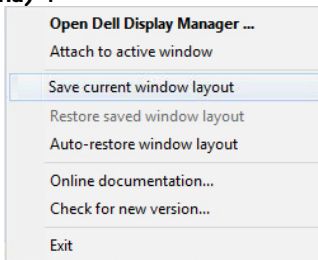 Open Dell Display Manager ...
Attach to active window
Save current window layout
Restore saved window layout
Auto-restore window layout
Online documentation...
Check for new version...
Exit